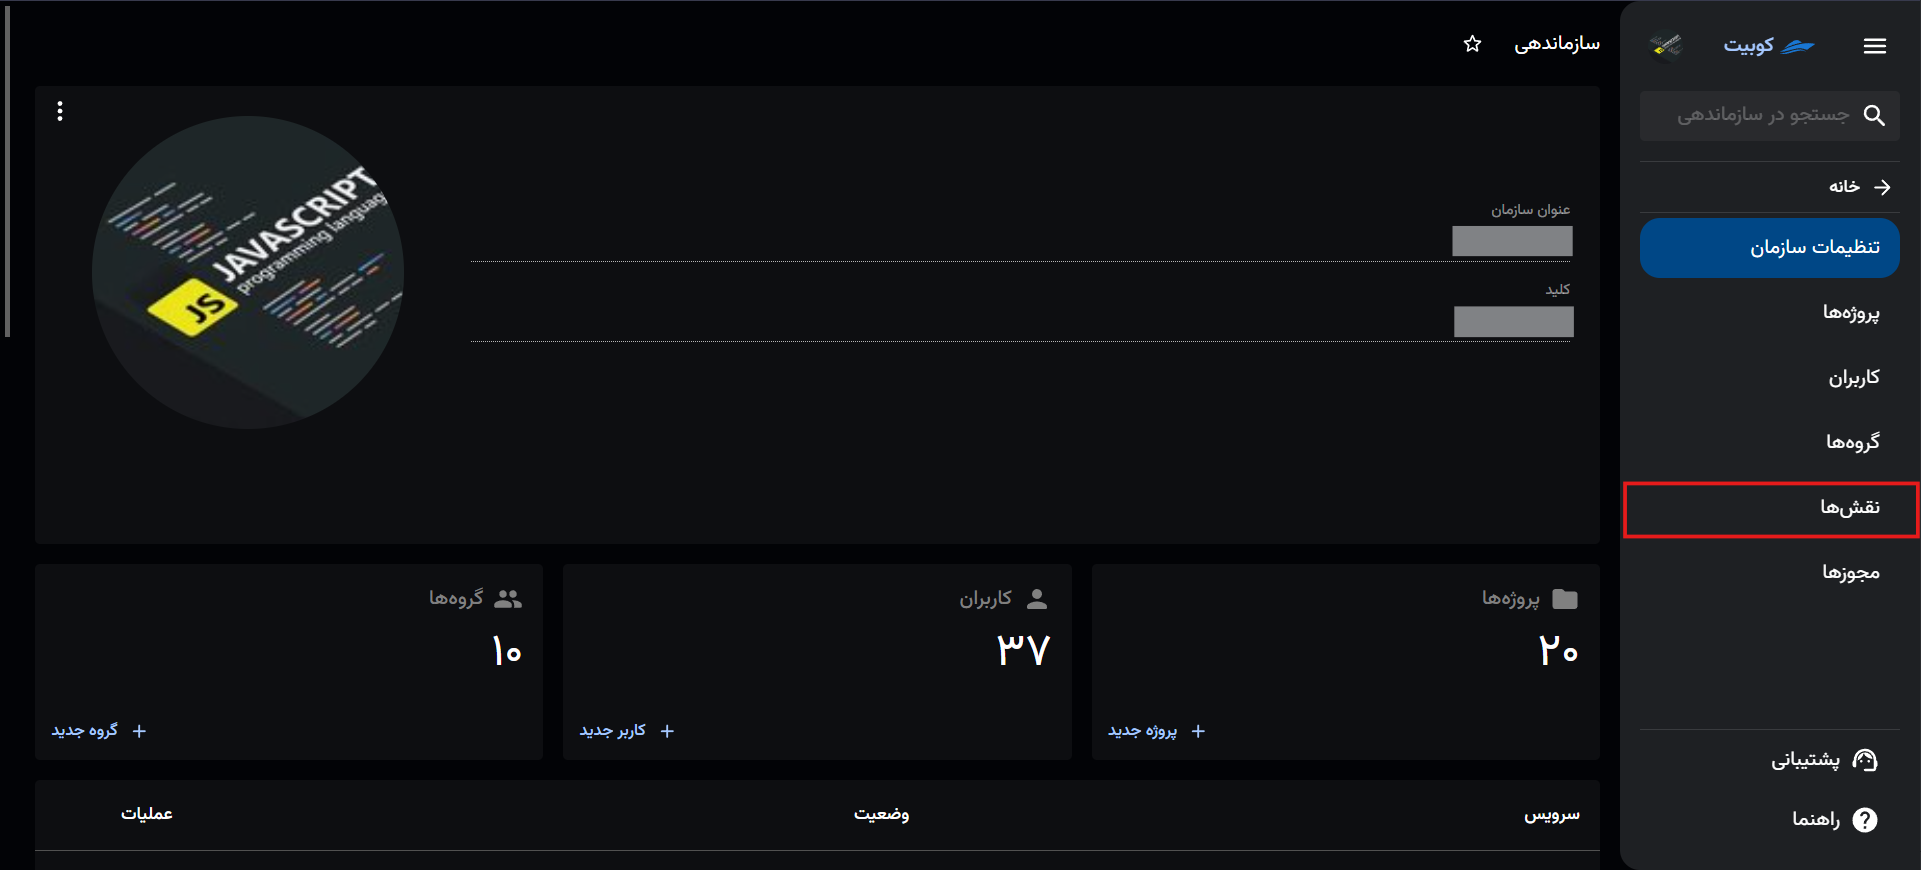 کوبیت
جستجو در سازماندهی
خانه
تنظیمات سازمان
پروژه‌ها
کاربران
گروه‌ها
نقش‌ها
مجوزها
پشتیبانی
راهنما
سازماندهی
عنوان سازمان
کلید
JAVASCRIPT
programming language
JS
پروژه‌ها
۲۰
پروژه جدید
کاربران
۳۷
کاربر جدید
گروه‌ها
۱۰
گروه جدید
سرویس وضعیت عملیات